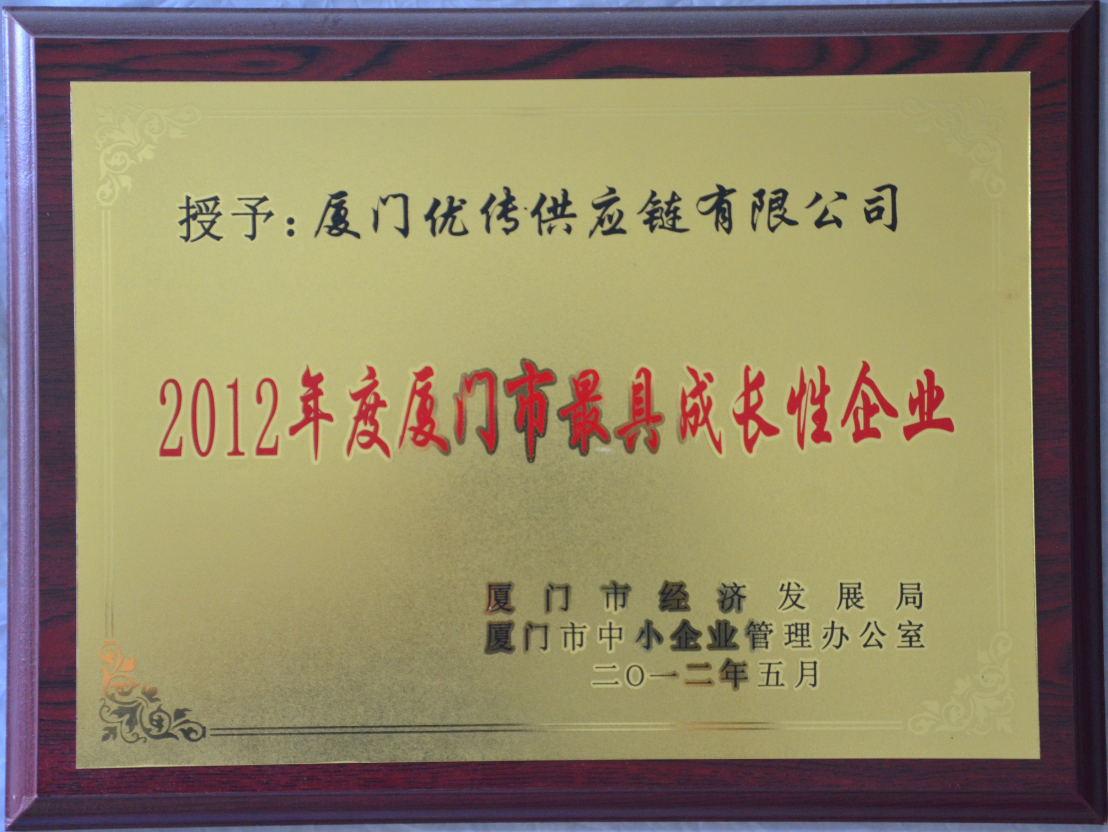 授予：厦门优传供应链有限公司
2012年度厦门市最具成长性企业
厦门市经济发展局
厦门市中小企业管理办公室
二〇一二年五月